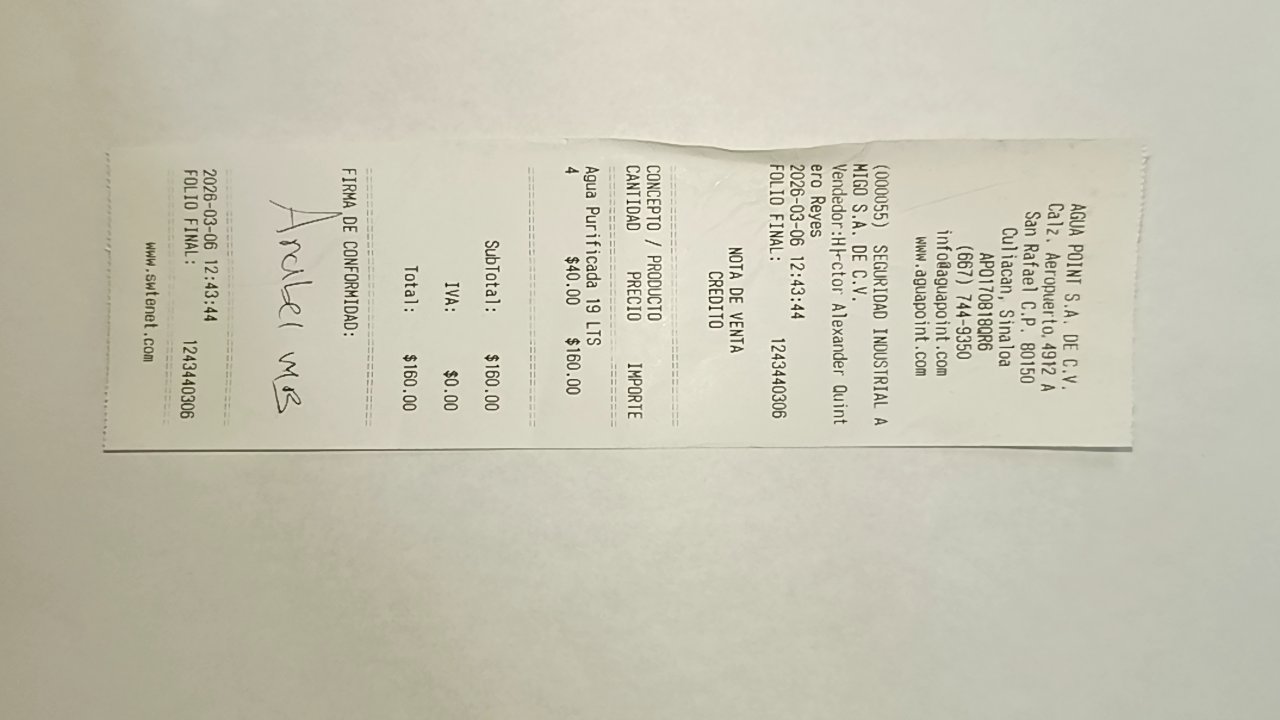 AGUA POINT S.A. DE C.V.
Calz. Aeropuerto 4912 A
San Rafael C.P. 80150
Culiacan, Sinaloa
APO170818QR6
(667) 744-9350
info@aguapoint.com
www.aguapoint.com
(000055) SEGURIDAD INDUSTRIAL A
MIGO S.A. DE C.V.
Vendedor:H├ctor Alexander Quint
ero Reyes
2026-03-06 12:43:44
FOLIO FINAL: 1243440306
NOTA DE VENTA
CREDITO
CONCEPTO / PRODUCTO
CANTIDAD PRECIO IMPORTE
Agua Purificada 19 LTS
4 $40.00 $160.00
SubTotal: $160.00
IVA: $0.00
Total: $160.00
FIRMA DE CONFORMIDAD:
MB
2026-03-06 12:43:44
FOLIO FINAL: 1243440306
www.swtenet.com